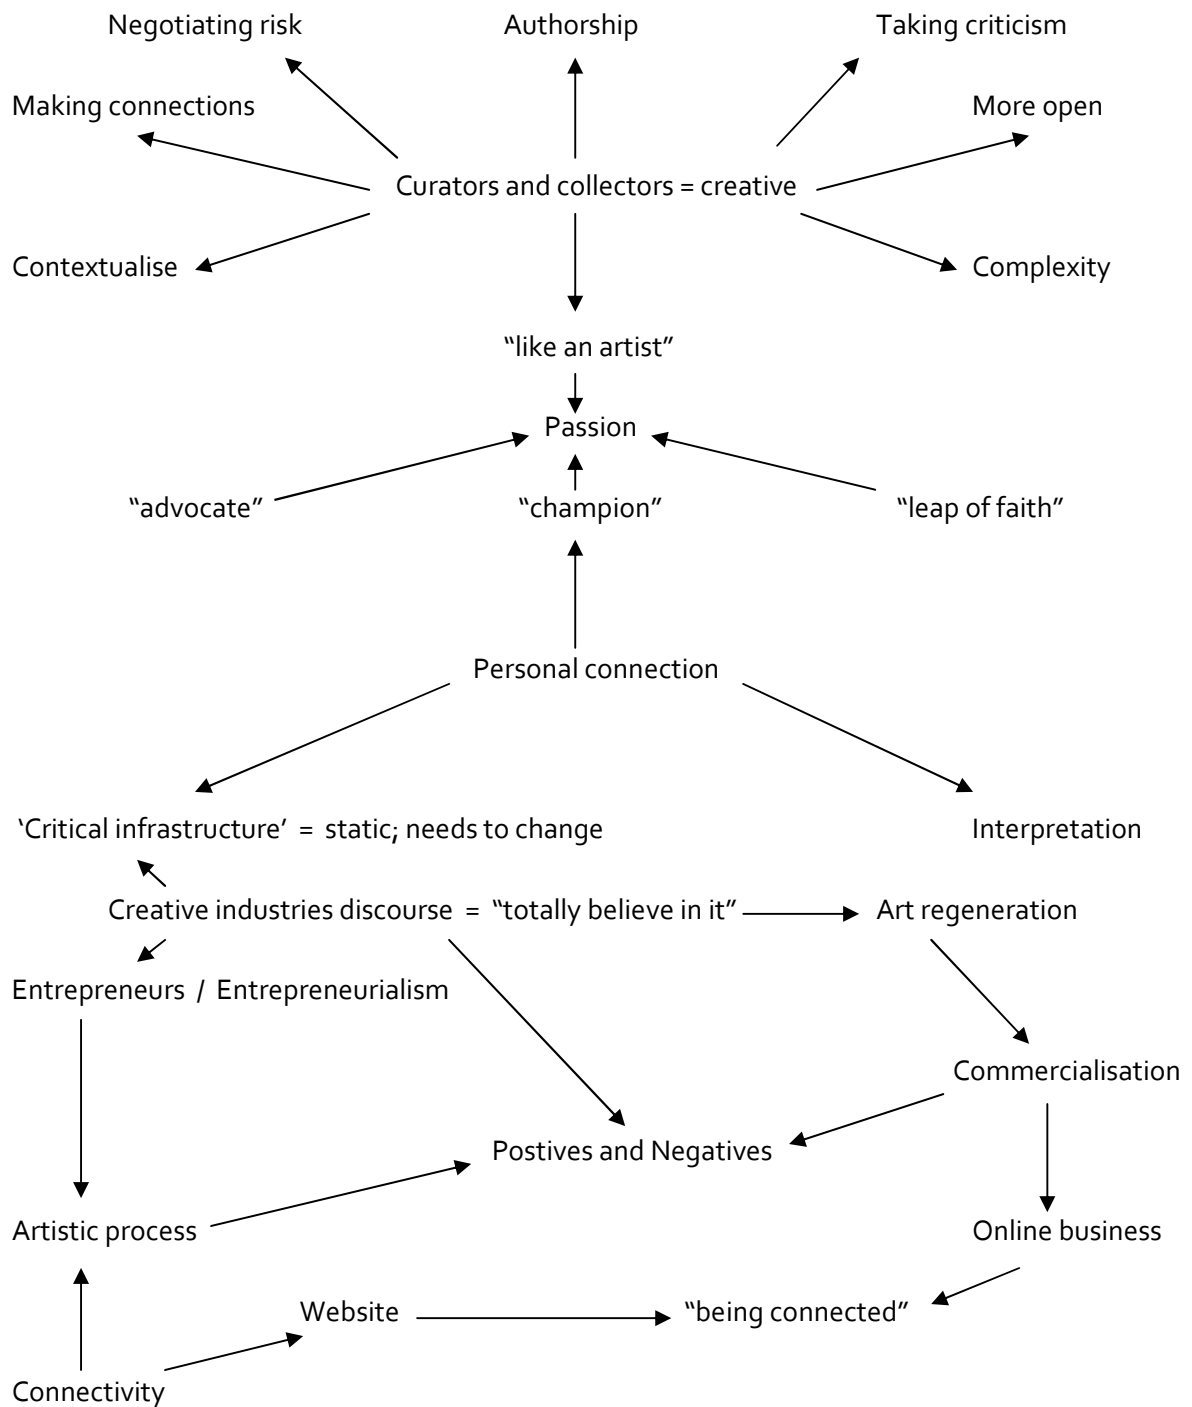 Negotiating risk
Authorship
Taking criticism
Making connections
More open
Curators and collectors = creative
Contextualise
Complexity
“like an artist”
Passion
“advocate”
“champion”
“leap of faith”
Personal connection
‘Critical infrastructure’ = static; needs to change
Interpretation
Creative industries discourse = “totally believe in it”
Art regeneration
Entrepreneurs / Entrepreneurialism
Commercialisation
Postives and Negatives
Artistic process
Online business
Website
“being connected”
Connectivity